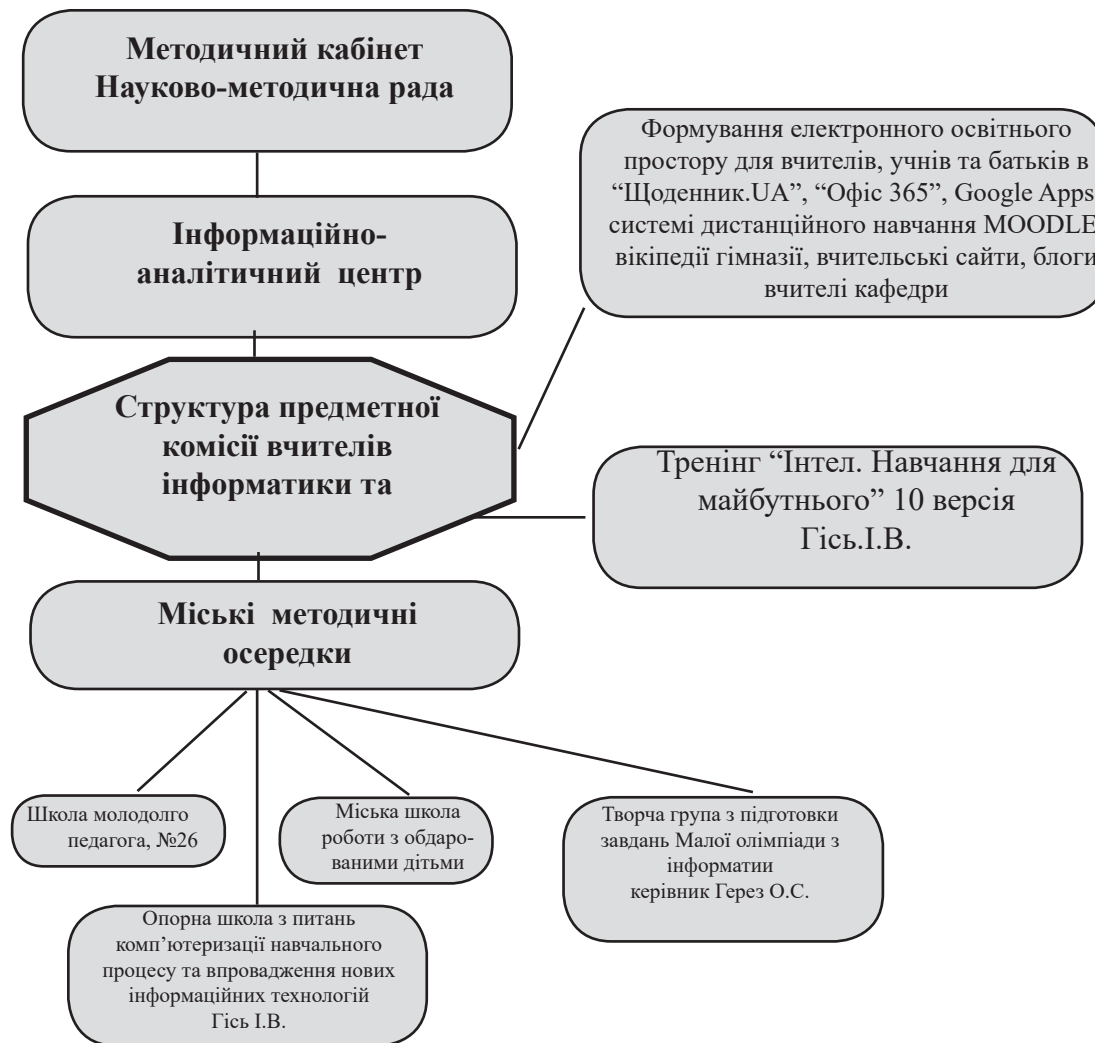 Методичний кабінет
Науково-методична рада
Формування електронного освітнього
простору для вчителів, учнів та батьків в
“Щоденник.UA”, “Офіс 365”, Google Apps
системі дистанційного навчання MOODLE
вікіпедії гімназії, вчительські сайти, блоги
вчителі кафедри
Інформаційно-
аналітичний центр
Структура предметної
комісії вчителів
інформатики та
Тренінг “Інтел. Навчання для
майбутнього” 10 версія
Гісь.І.В.
Міські методичні
осередки
Школа молодолго
педагога, №26
Міська школа
роботи з обдаро-
ваними дітьми
Творча група з підготовки
завдань Малої олімпіади з
інформатии
керівник Герез О.С.
Опорна школа з питань
комп’ютеризації навчального
процесу та впровадження нових
інформаційних технологій
Гісь І.В.